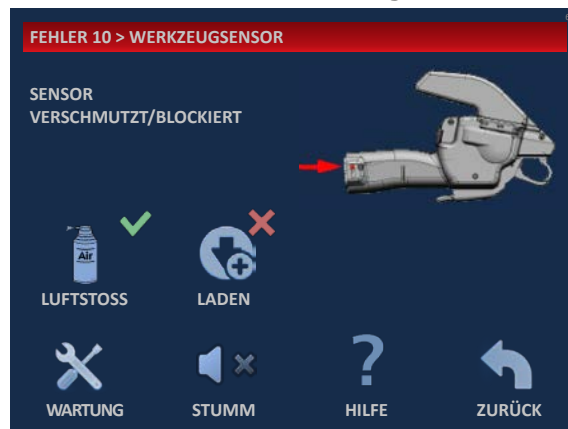 FEHLER 10 > WERKZEUGSENSOR
SENSOR
VERSCHMUTZT/BLOCKIERT
Air
LUFTSTOSS
LADEN
?
WARTUNG
STUMM
HILFE
ZURÜCK